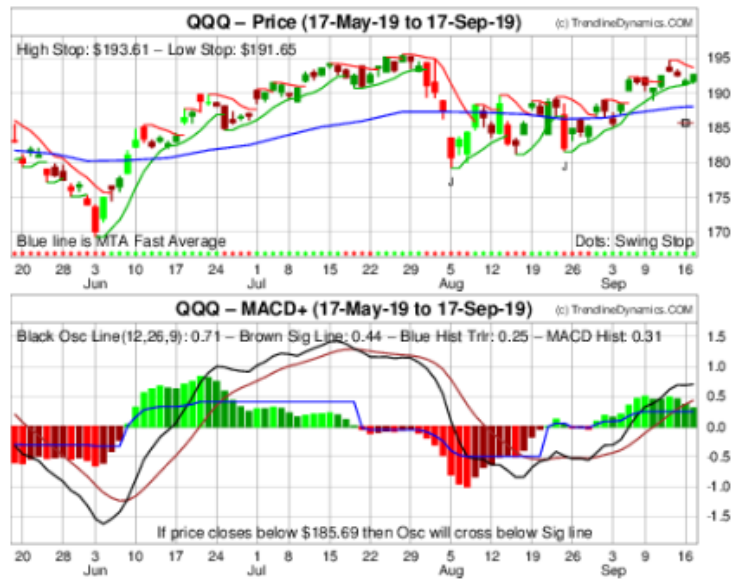 QQQ – Price (17-May-19 to 17-Sep-19) (c) TrendlineDynamics.COM
High Stop: $193.61 – Low Stop: $191.65
195
190
185
180
175
170
J
J
Blue line is MTA Fast Average Dots: Swing Stop
20 28 3 10 17 24 1 8 15 22 29 5 12 19 26 3 9 16
Jun Jul Aug Sep
QQQ – MACD+ (17-May-19 to 17-Sep-19) (c) TrendlineDynamics.COM
Black Osc Line(12,26,9): 0.71 – Brown Sig Line: 0.44 – Blue Hist Trlr: 0.25 – MACD Hist: 0.31
1.5
1.0
0.5
0.0
-0.5
-1.0
-1.5
If price closes below $185.69 then Osc will cross below Sig line
20 28 3 10 17 24 1 8 15 22 29 5 12 19 26 3 9 16
Jun Jul Aug Sep